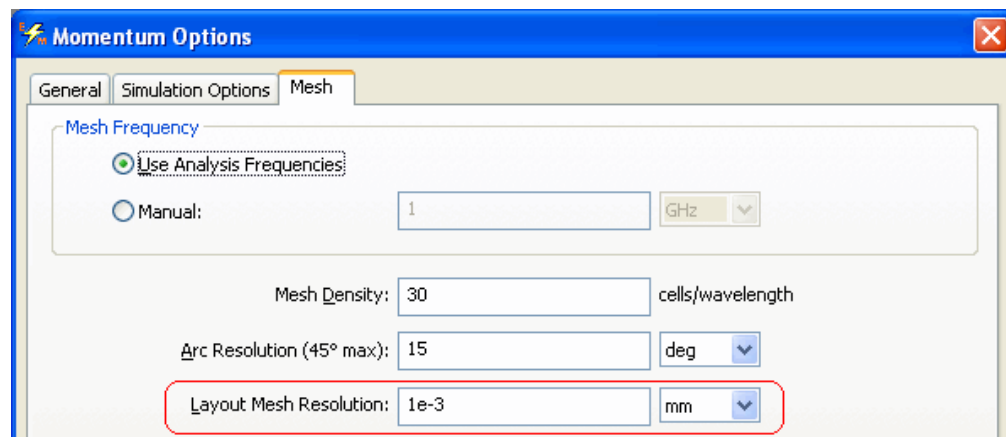 Momentum Options
General Simulation Options Mesh
Mesh Frequency
Use Analysis Frequencies
Manual: 1 GHz
Mesh Density: 30 cells/wavelength
Arc Resolution (45° max): 15 deg
Layout Mesh Resolution: 1e-3 mm